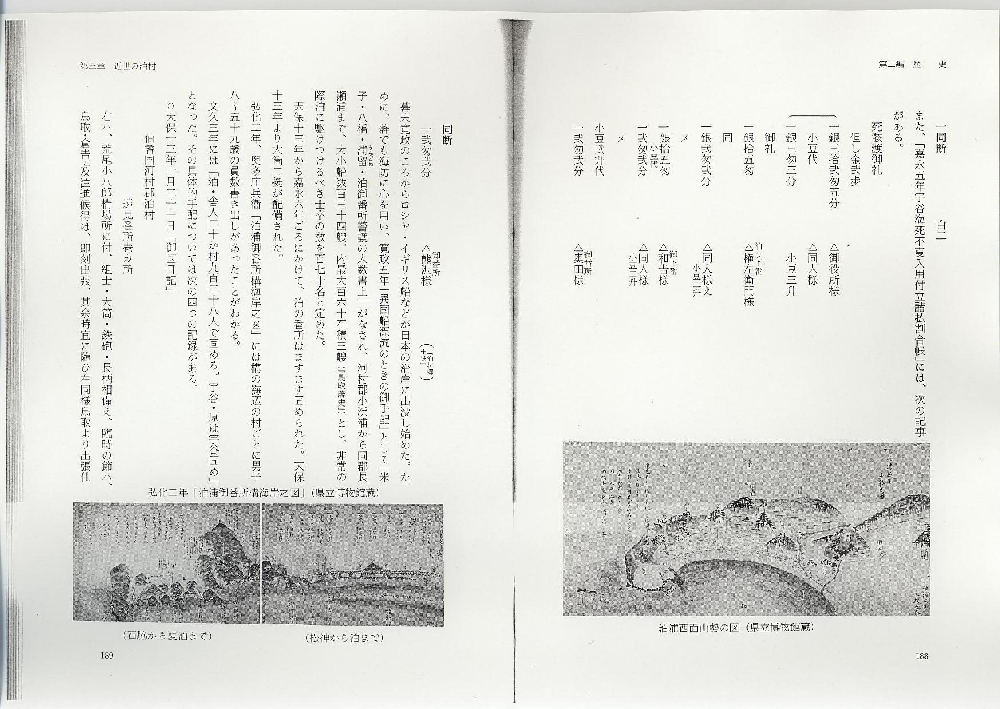 第二編　歴　史
一同断　白二
また、「嘉永五年宇谷海死不㕝入用付立諸払割合帳」には、次の記事
がある。
死骸渡御礼
但し金弐歩
一銀三拾弐匁五分　△御役所様
小豆代　△同人様
一銀三匁三分　小豆三升
御礼
一銀拾五匁　泊り下番△権左衛門様
同
一銀弐匁弐分　△同人様え小豆二升
〆
一銀拾五匁　御下番△和𠮷様
小豆代
一弐匁弐分　△同人様小豆二升
〆
小豆弐升代
一弐匁弐分　御番所△奥田様
泊浦西面
山勢之図
泊浦之図
泊浦西面山勢の図（県立博物館蔵）
188
第三章　近世の泊村
同断
一弐匁弐分　御番所△熊沢様　（『泊村郷土誌』）
幕末寛政のころからロシヤ・イギリス船などが日本の沿岸に出没し始めた。た
めに、藩でも海防に心を用い、寛政五年「異国船漂流のときの御手配」として「米
子・八橋・浦留・泊御番所警護の人数書上」がなされ、河村郡小浜浦から同郡長
うらどめ
瀬浦まで、大小船数百三十四艘、内最大百六十石積三艘（『鳥取藩史』）とし、非常の
際泊に駆けつけるべき士卒の数を百七十名と定めた。
天保十三年から嘉永六年ごろにかけて、泊の番所はますます固められた。天保
十三年より大筒二挺が配備された。
弘化二年、奥多庄兵衛「泊浦御番所構海岸之図」には構の海辺の村ごとに男子
八〜五十九歳の員数書き出しがあったことがわかる。
文久三年には「泊・舎人二十か村九百二十八人で固める。宇谷・原は宇谷固め」
となった。その具体的手配については次の四つの記録がある。
○天保十三年十月二十一日「御国日記」
伯耆国河村郡泊村
遠見番所壱カ所
右ハ、荒尾小八郎構場所に付、組士・大筒・鉄砲・長柄相備え、臨時の節ハ、
鳥取・倉𠮷江及注進候得は、即刻出張、其余時宜に随ひ右同様鳥取より出張仕
弘化二年「泊浦御番所構海岸之図」（県立博物館蔵）
（松神から泊まで）
（石脇から夏泊まで）
189